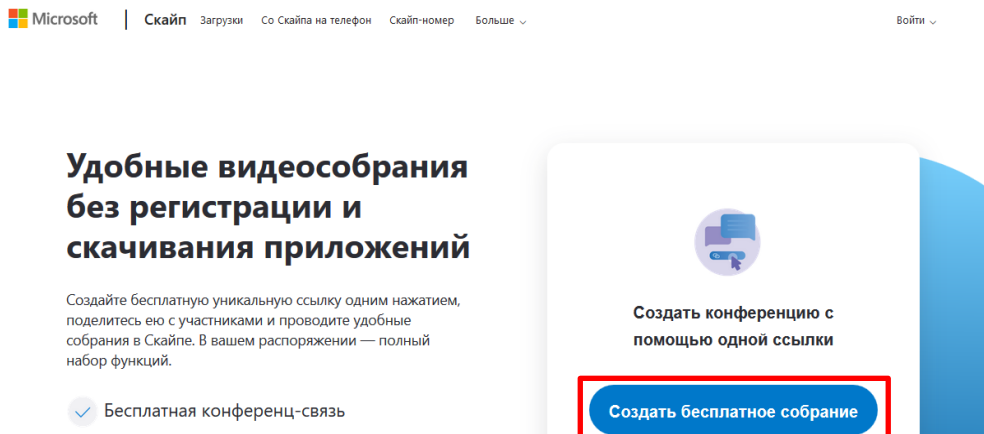 Microsoft
Скайп Загрузки Со Скайпа на телефон Скайп-номер Больше Войти
Удобные видеособрания
без регистрации и
скачивания приложений
Создайте бесплатную уникальную ссылку одним нажатием,
поделитесь ею с участниками и проводите удобные
собрания в Скайпе. В вашем распоряжении — полный
набор функций.
Бесплатная конференц-связь
Создать конференцию с
помощью одной ссылки
Создать бесплатное собрание